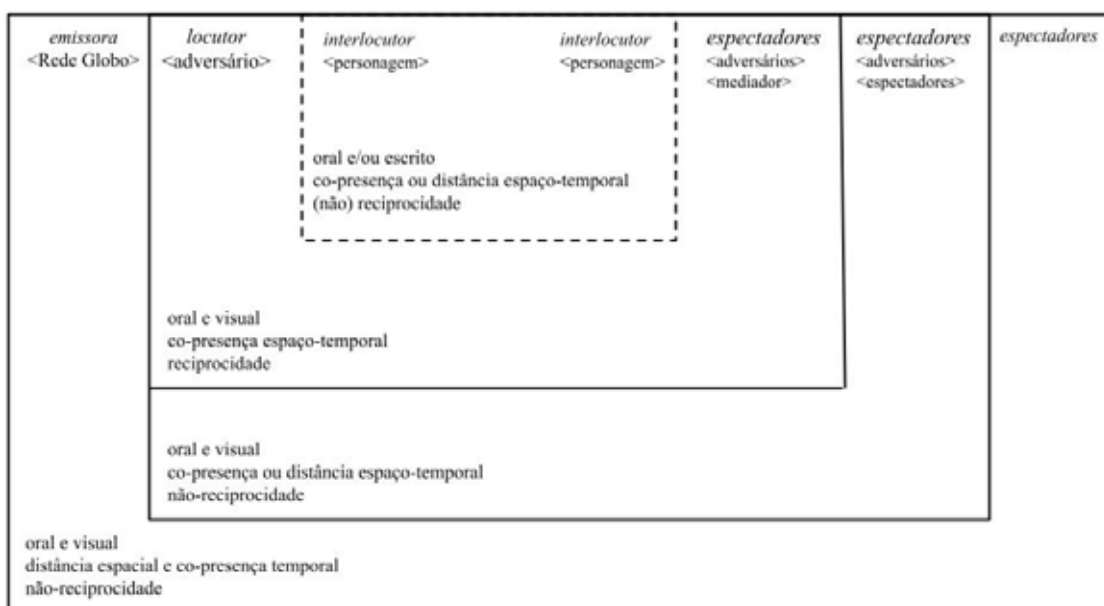 emissora
<Rede Globo>
locutor
<adversário>
interlocutor
<personagem>
interlocutor
<personagem>
espectadores
<adversários>
<mediador>
espectadores
<adversários>
<espectadores>
espectadores
oral e/ou escrito
co-presença ou distância espaço-temporal
(não) reciprocidade
oral e visual
co-presença espaço-temporal
reciprocidade
oral e visual
co-presença ou distância espaço-temporal
não-reciprocidade
oral e visual
distância espacial e co-presença temporal
não-reciprocidade